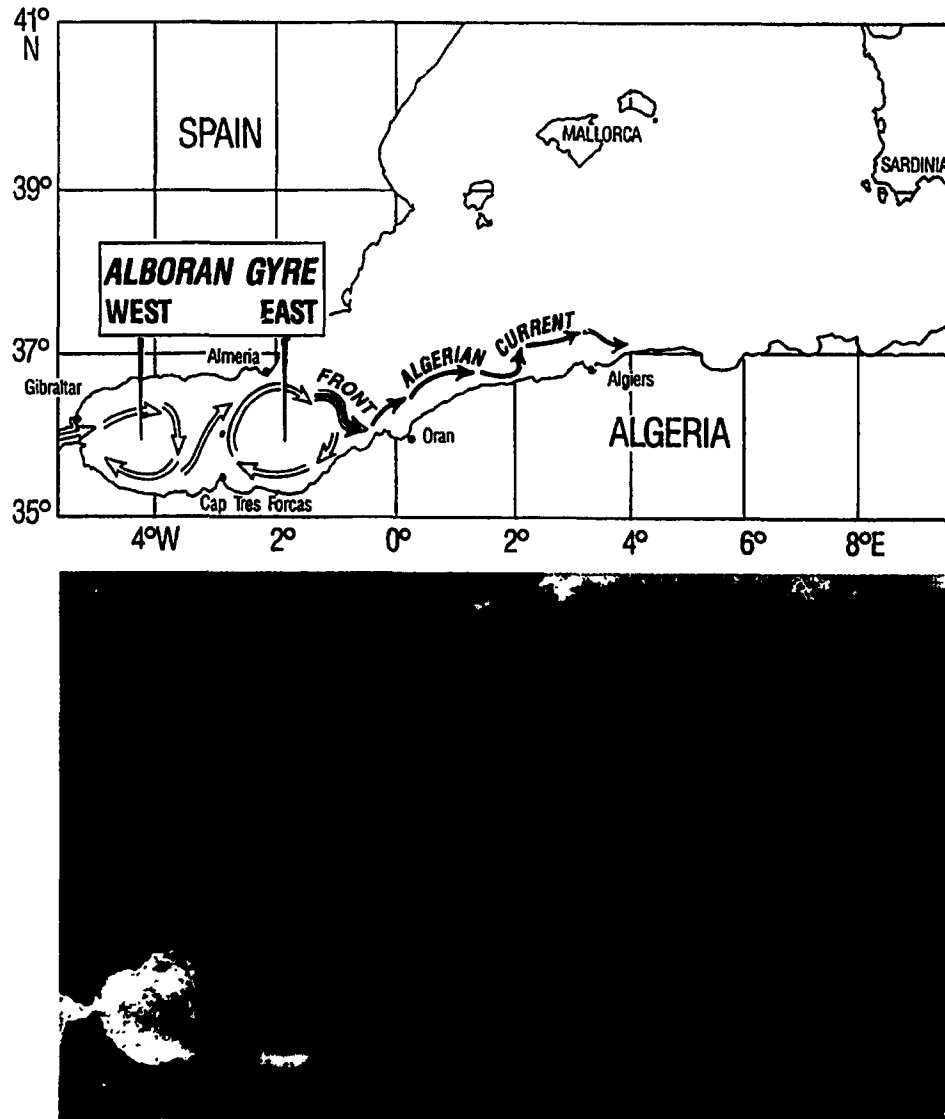 41°
N
SPAIN
MALLORCA
SARDINIA
39°
ALBORAN GYRE
WEST EAST
37°
Almeria
Gibraltar
FRONT
ALGERIAN CURRENT
Algiers
Oran
ALGERIA
Cap Tres Forcas
35°
4°W 2° 0° 2° 4° 6° 8°E